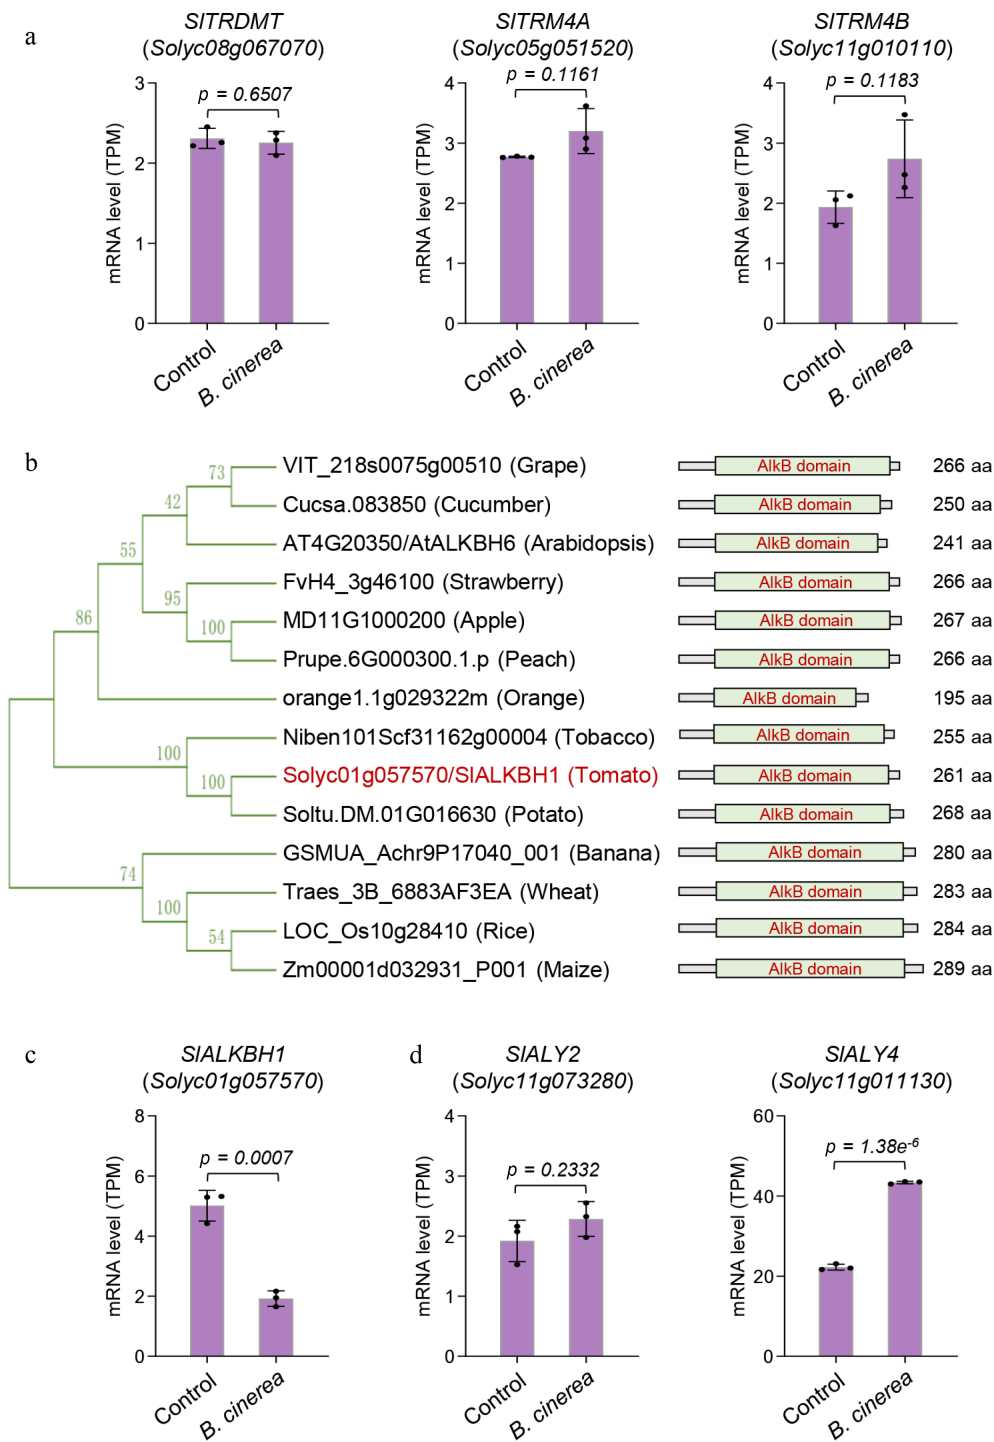 a
SlTRDMT
(Solyc08g067070)
SlTRM4A
(Solyc05g051520)
SlTRM4B
(Solyc11g010110)
mRNA level (TPM)
3
2
1
0
p = 0.6507
Control
B. cinerea
mRNA level (TPM)
4
3
2
1
0
p = 0.1161
Control
B. cinerea
mRNA level (TPM)
4
3
2
1
0
p = 0.1183
Control
B. cinerea
b
73
42
55
95
100
86
100
100
74
100
54
VIT_218s0075g00510 (Grape) AlkB domain 266 aa
Cucsa.083850 (Cucumber) AlkB domain 250 aa
AT4G20350/AtALKBH6 (Arabidopsis) AlkB domain 241 aa
FvH4_3g46100 (Strawberry) AlkB domain 266 aa
MD11G1000200 (Apple) AlkB domain 267 aa
Prupe.6G000300.1.p (Peach) AlkB domain 266 aa
orange1.1g029322m (Orange) AlkB domain 195 aa
Niben101Scf31162g00004 (Tobacco) AlkB domain 255 aa
Solyc01g057570/SlALKBH1 (Tomato) AlkB domain 261 aa
Soltu.DM.01G016630 (Potato) AlkB domain 268 aa
GSMUA_Achr9P17040_001 (Banana) AlkB domain 280 aa
Traes_3B_6883AF3EA (Wheat) AlkB domain 283 aa
LOC_Os10g28410 (Rice) AlkB domain 284 aa
Zm00001d032931_P001 (Maize) AlkB domain 289 aa
c
SlALKBH1
(Solyc01g057570)
mRNA level (TPM)
8
6
4
2
0
p = 0.0007
Control
B. cinerea
d
SlALY2
(Solyc11g073280)
mRNA level (TPM)
4
3
2
1
0
p = 0.2332
Control
B. cinerea
SlALY4
(Solyc11g011130)
mRNA level (TPM)
60
40
20
0
p = 1.38e⁻⁶
Control
B. cinerea